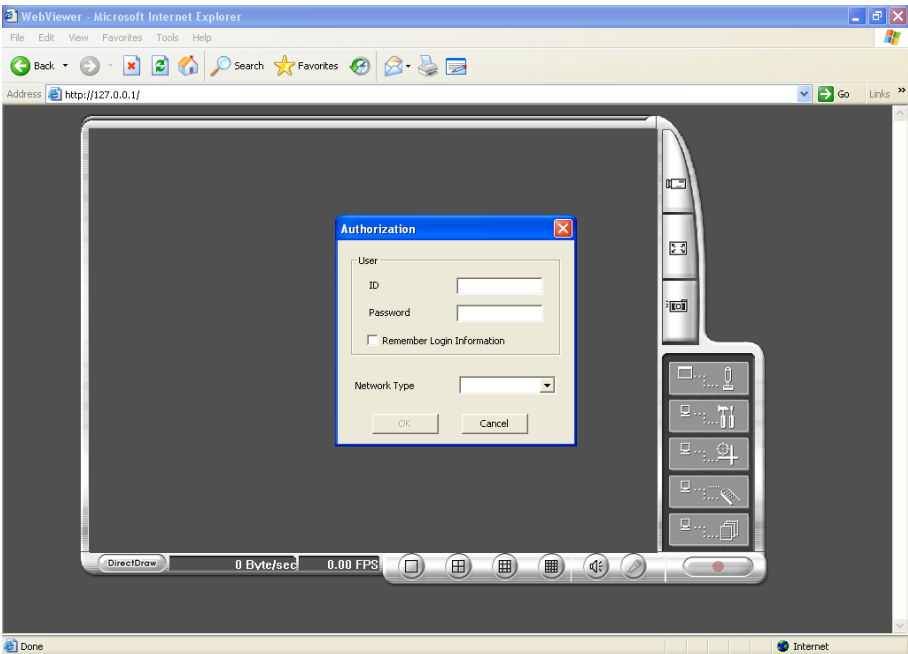 WebViewer - Microsoft Internet Explorer
File Edit View Favorites Tools Help
Back Search Favorites
Address http://127.0.0.1/ Go Links »
Authorization
User
ID
Password
Remember Login Information
Network Type
OK Cancel
DirectDraw 0 Byte/sec 0.00 FPS
Done Internet